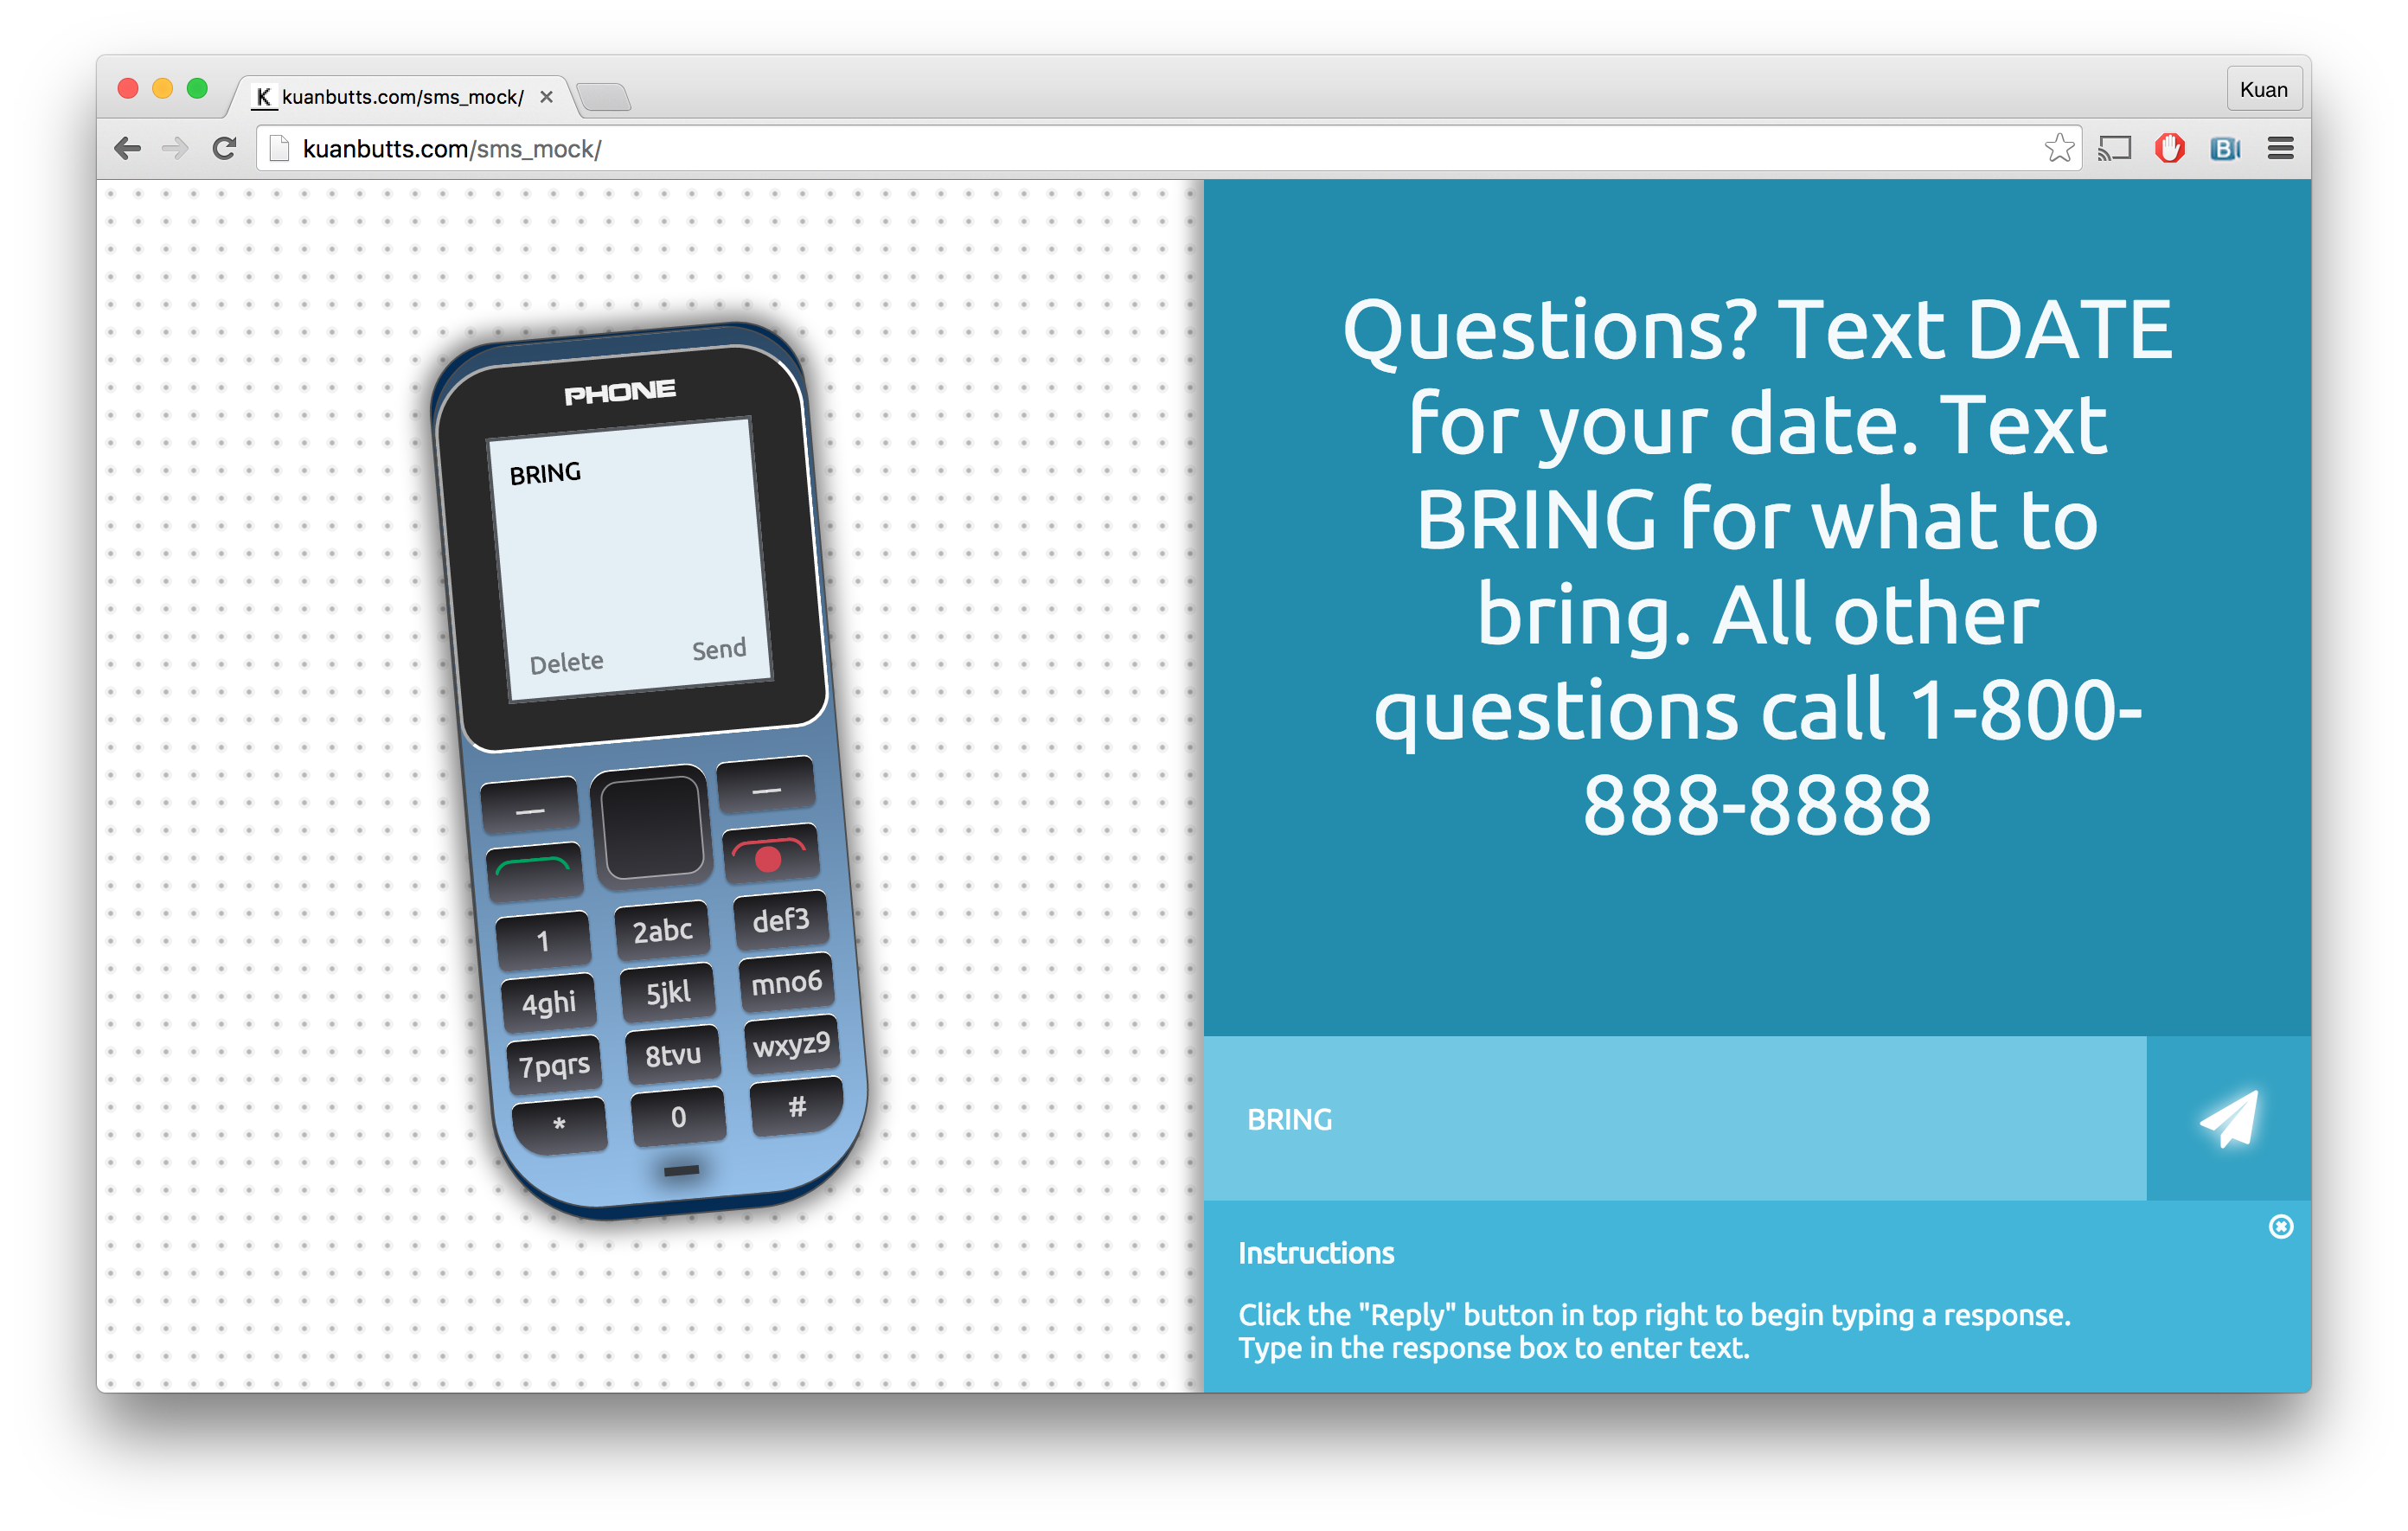 K kuanbutts.com/sms_mock/
Kuan
kuanbutts.com/sms_mock/
B
PHONE
BRING
Delete Send
1 2abc def3
4ghi 5jkl mno6
7pqrs 8tvu wxyz9
* 0 #
Questions? Text DATE
for your date. Text
BRING for what to
bring. All other
questions call 1-800-
888-8888
BRING
Instructions
Click the "Reply" button in top right to begin typing a response.
Type in the response box to enter text.